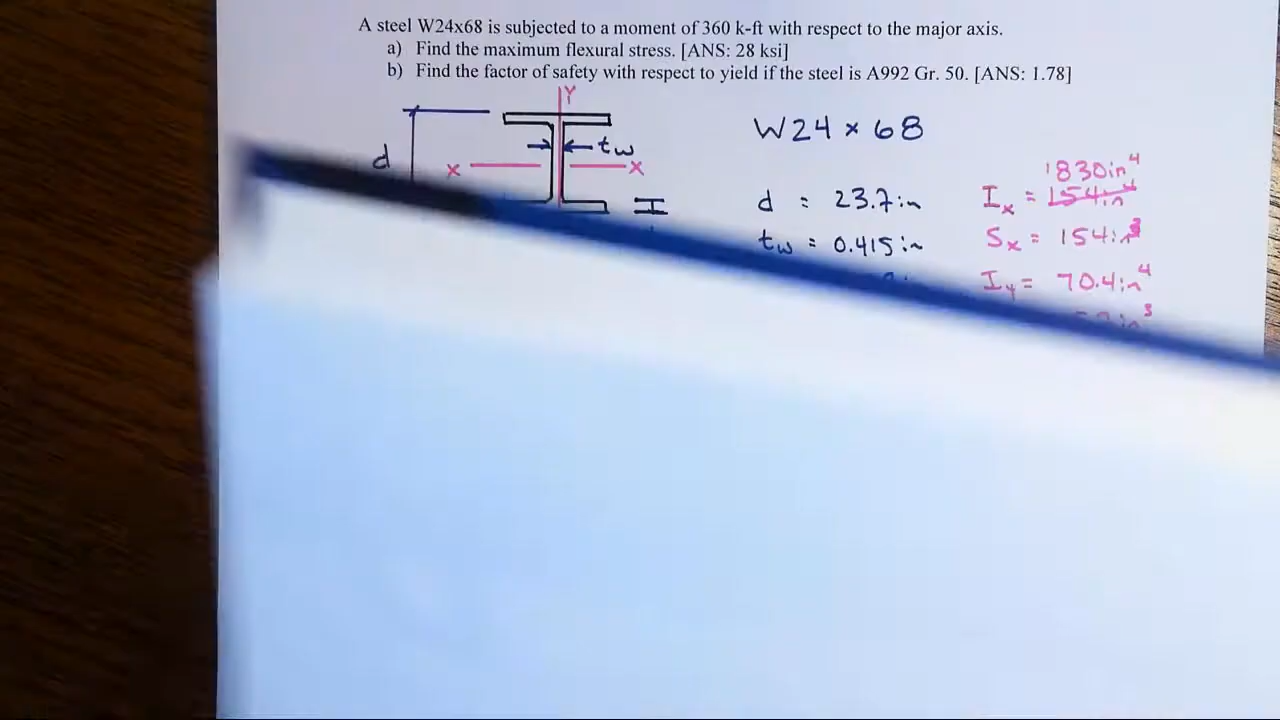 A steel W24x68 is subjected to a moment of 360 k-ft with respect to the major axis.
a) Find the maximum flexural stress. [ANS: 28 ksi]
b) Find the factor of safety with respect to yield if the steel is A992 Gr. 50. [ANS: 1.78]
Y
d
tw
x x
W24 x 68
1830in⁴
d = 23.7in
Ix = 154in⁴
tw = 0.415in
Sx = 154in³
Iy = 70.4in⁴